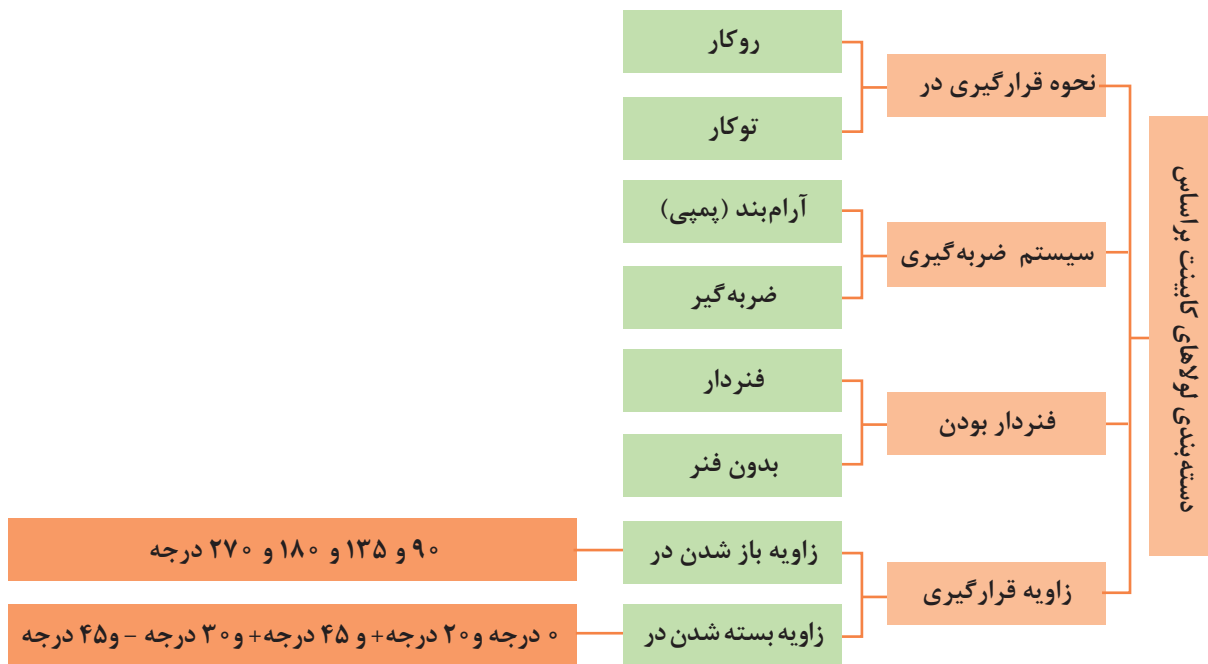 دسته‌بندی لولاهای کابینت براساس
نحوه قرارگیری در
روکار
توکار
سیستم ضربه‌گیری
آرام‌بند (پمپی)
ضربه‌گیر
فنردار بودن
فنردار
بدون فنر
زاویه قرارگیری
زاویه باز شدن در
۹۰ و ۱۳۵ و ۱۸۰ و ۲۷۰ درجه
زاویه بسته شدن در
۰ درجه و۲۰ درجه+ و ۴۵ درجه+ و۳۰ درجه – و۴۵ درجه